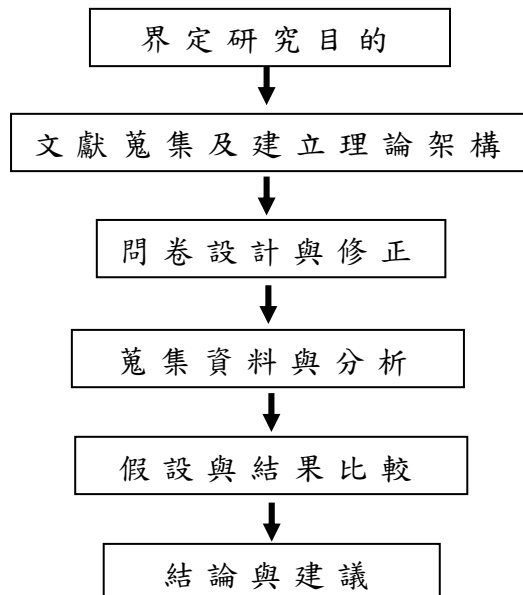 界定研究目的
文獻蒐集及建立理論架構
問卷設計與修正
蒐集資料與分析
假設與結果比較
結論與建議